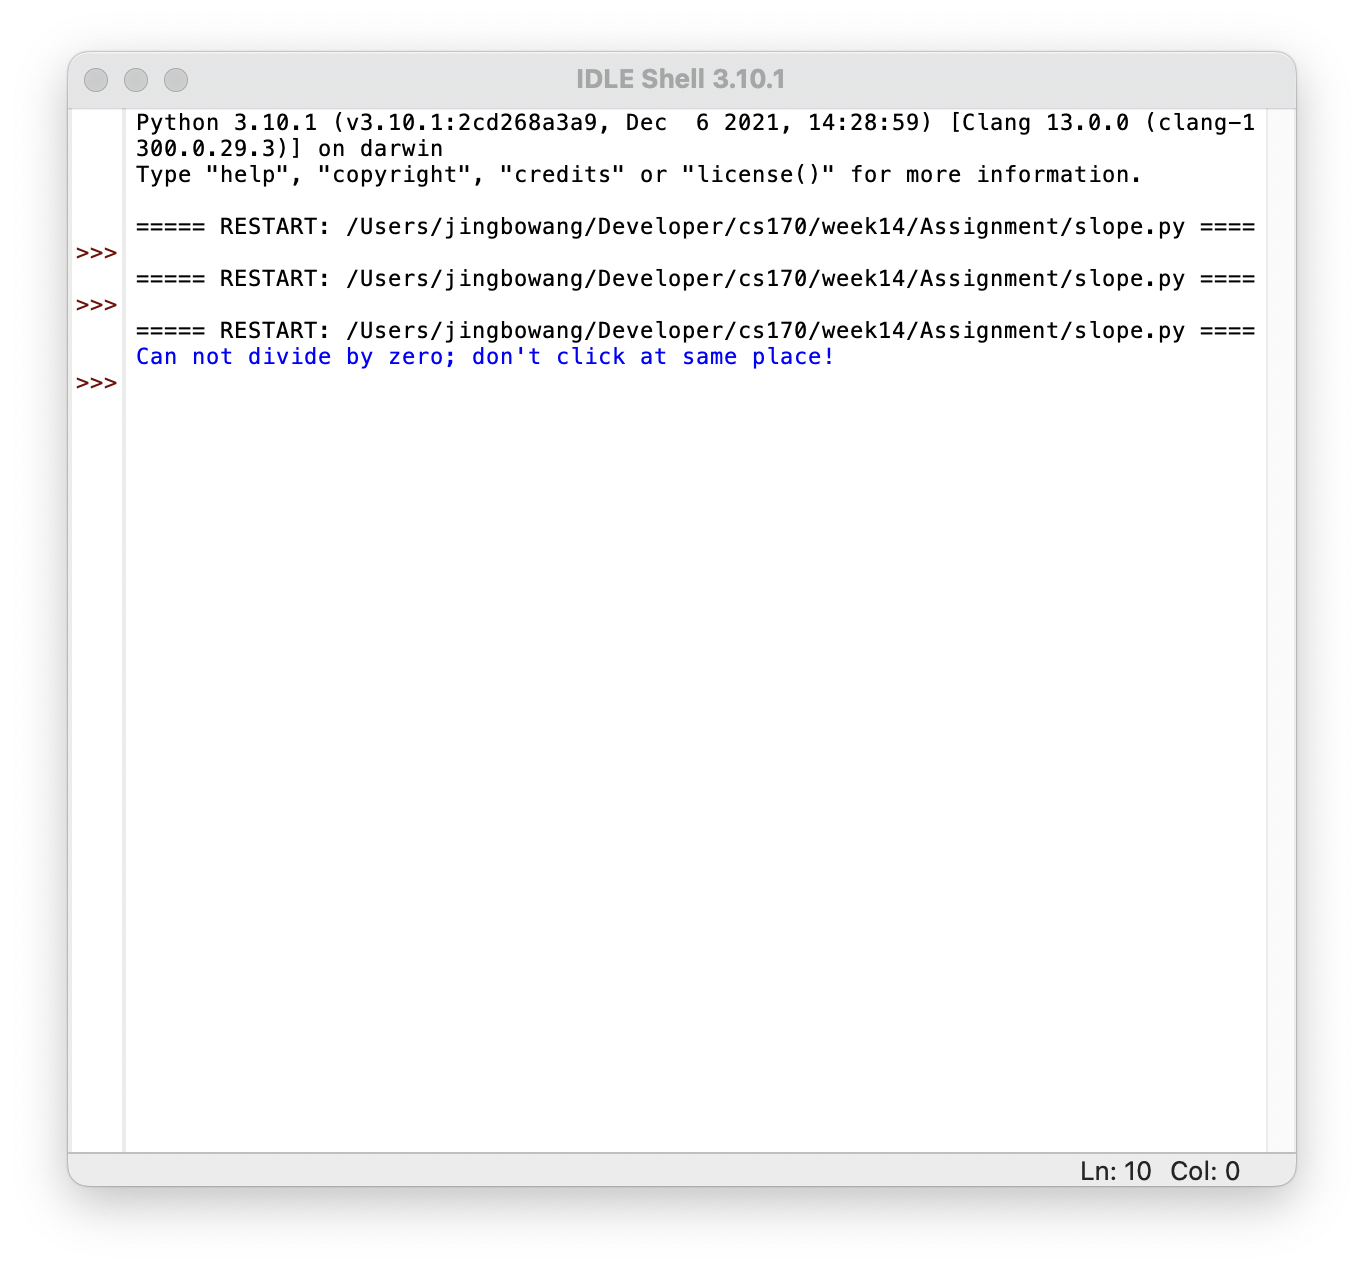 IDLE Shell 3.10.1
Python 3.10.1 (v3.10.1:2cd268a3a9, Dec  6 2021, 14:28:59) [Clang 13.0.0 (clang-1
300.0.29.3)] on darwin
Type "help", "copyright", "credits" or "license()" for more information.
===== RESTART: /Users/jingbowang/Developer/cs170/week14/Assignment/slope.py ====
>>>
===== RESTART: /Users/jingbowang/Developer/cs170/week14/Assignment/slope.py ====
>>>
===== RESTART: /Users/jingbowang/Developer/cs170/week14/Assignment/slope.py ====
Can not divide by zero; don't click at same place!
>>>
Ln: 10  Col: 0